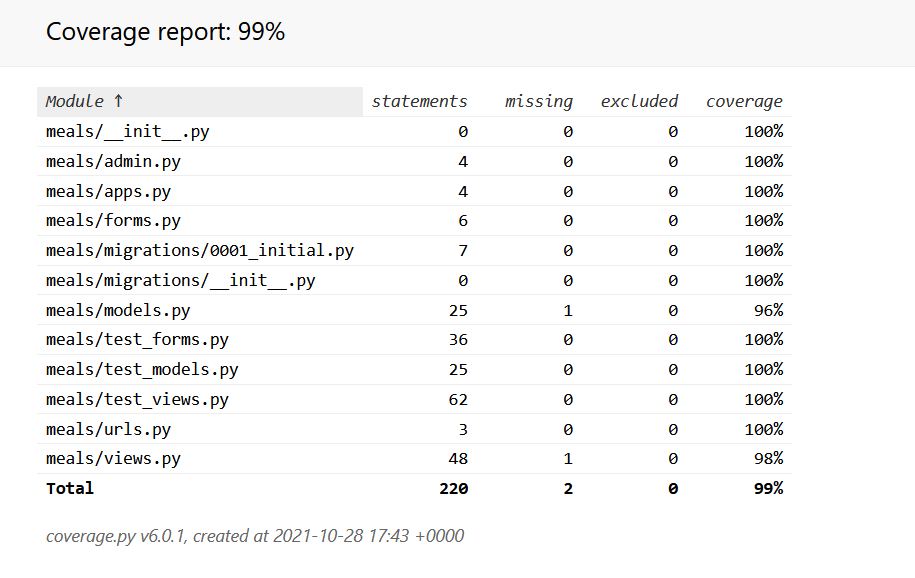 Coverage report: 99%
Module ↑ statements missing excluded coverage
meals/__init__.py 0 0 0 100%
meals/admin.py 4 0 0 100%
meals/apps.py 4 0 0 100%
meals/forms.py 6 0 0 100%
meals/migrations/0001_initial.py 7 0 0 100%
meals/migrations/__init__.py 0 0 0 100%
meals/models.py 25 1 0 96%
meals/test_forms.py 36 0 0 100%
meals/test_models.py 25 0 0 100%
meals/test_views.py 62 0 0 100%
meals/urls.py 3 0 0 100%
meals/views.py 48 1 0 98%
Total 220 2 0 99%
coverage.py v6.0.1, created at 2021-10-28 17:43 +0000